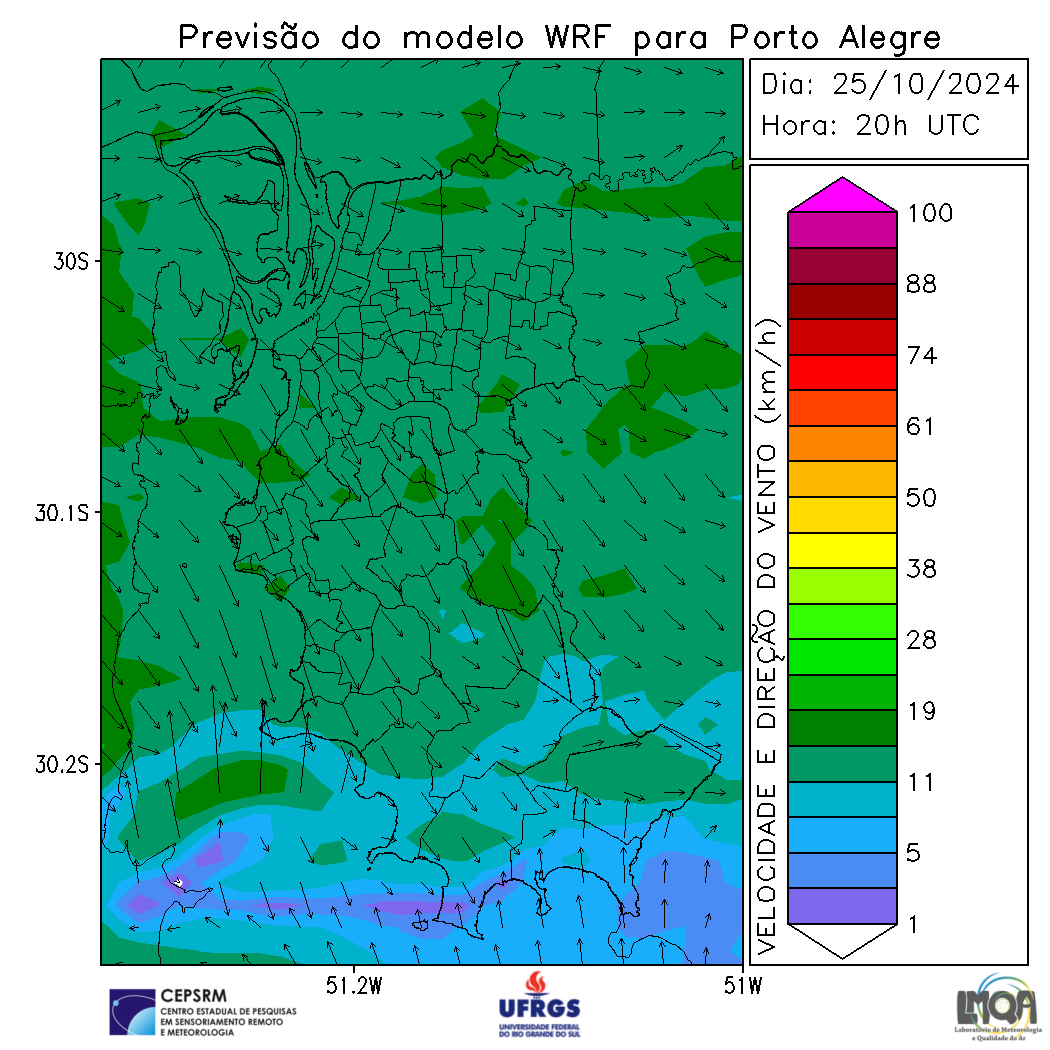 Previsão do modelo WRF para Porto Alegre
Dia: 25/10/2024
Hora: 20h UTC
30S
30.1S
30.2S
51.2W
51W
VELOCIDADE E DIREÇÃO DO VENTO (km/h)
100
88
74
61
50
38
28
19
11
5
1
CEPSRM
CENTRO ESTADUAL DE PESQUISAS
EM SENSORIAMENTO REMOTO
E METEOROLOGIA
UFRGS
UNIVERSIDADE FEDERAL
DO RIO GRANDE DO SUL
LMQA
Laboratório de Meteorologia
e Qualidade do Ar